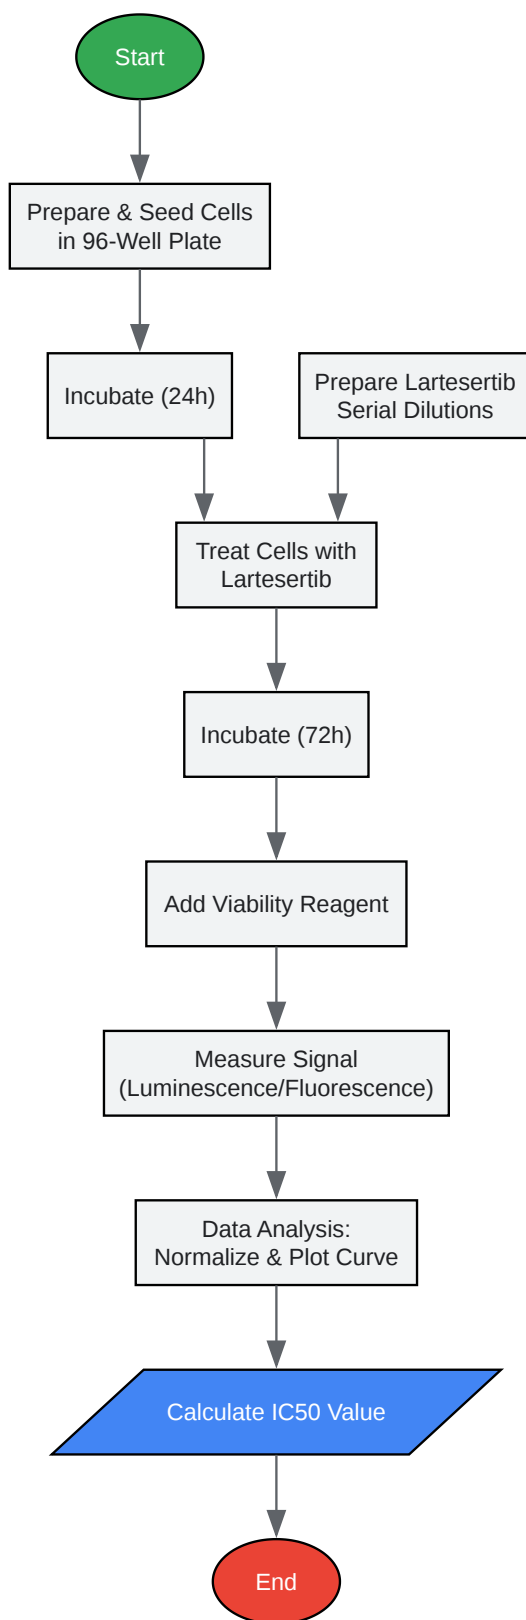 Start
Prepare & Seed Cells
in 96-Well Plate
Incubate (24h)
Prepare Lartesertib
Serial Dilutions
Treat Cells with
Lartesertib
Incubate (72h)
Add Viability Reagent
Measure Signal
(Luminescence/Fluorescence)
Data Analysis:
Normalize & Plot Curve
Calculate IC50 Value
End